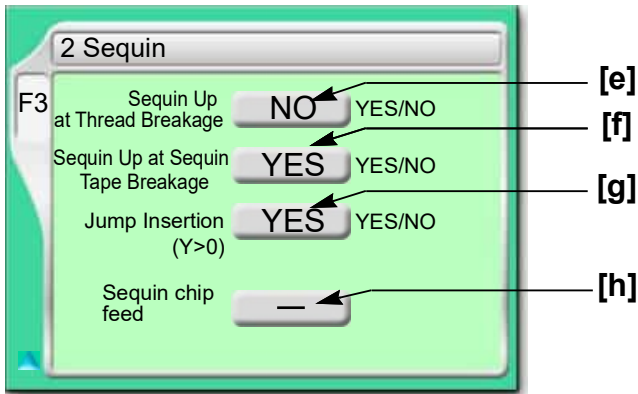 2 Sequin
F3
Sequin Up
at Thread Breakage
NO
YES/NO
[e]
[f]
Sequin Up at Sequin
Tape Breakage
YES
YES/NO
[g]
Jump Insertion
(Y>0)
YES
YES/NO
Sequin chip
feed
—
[h]